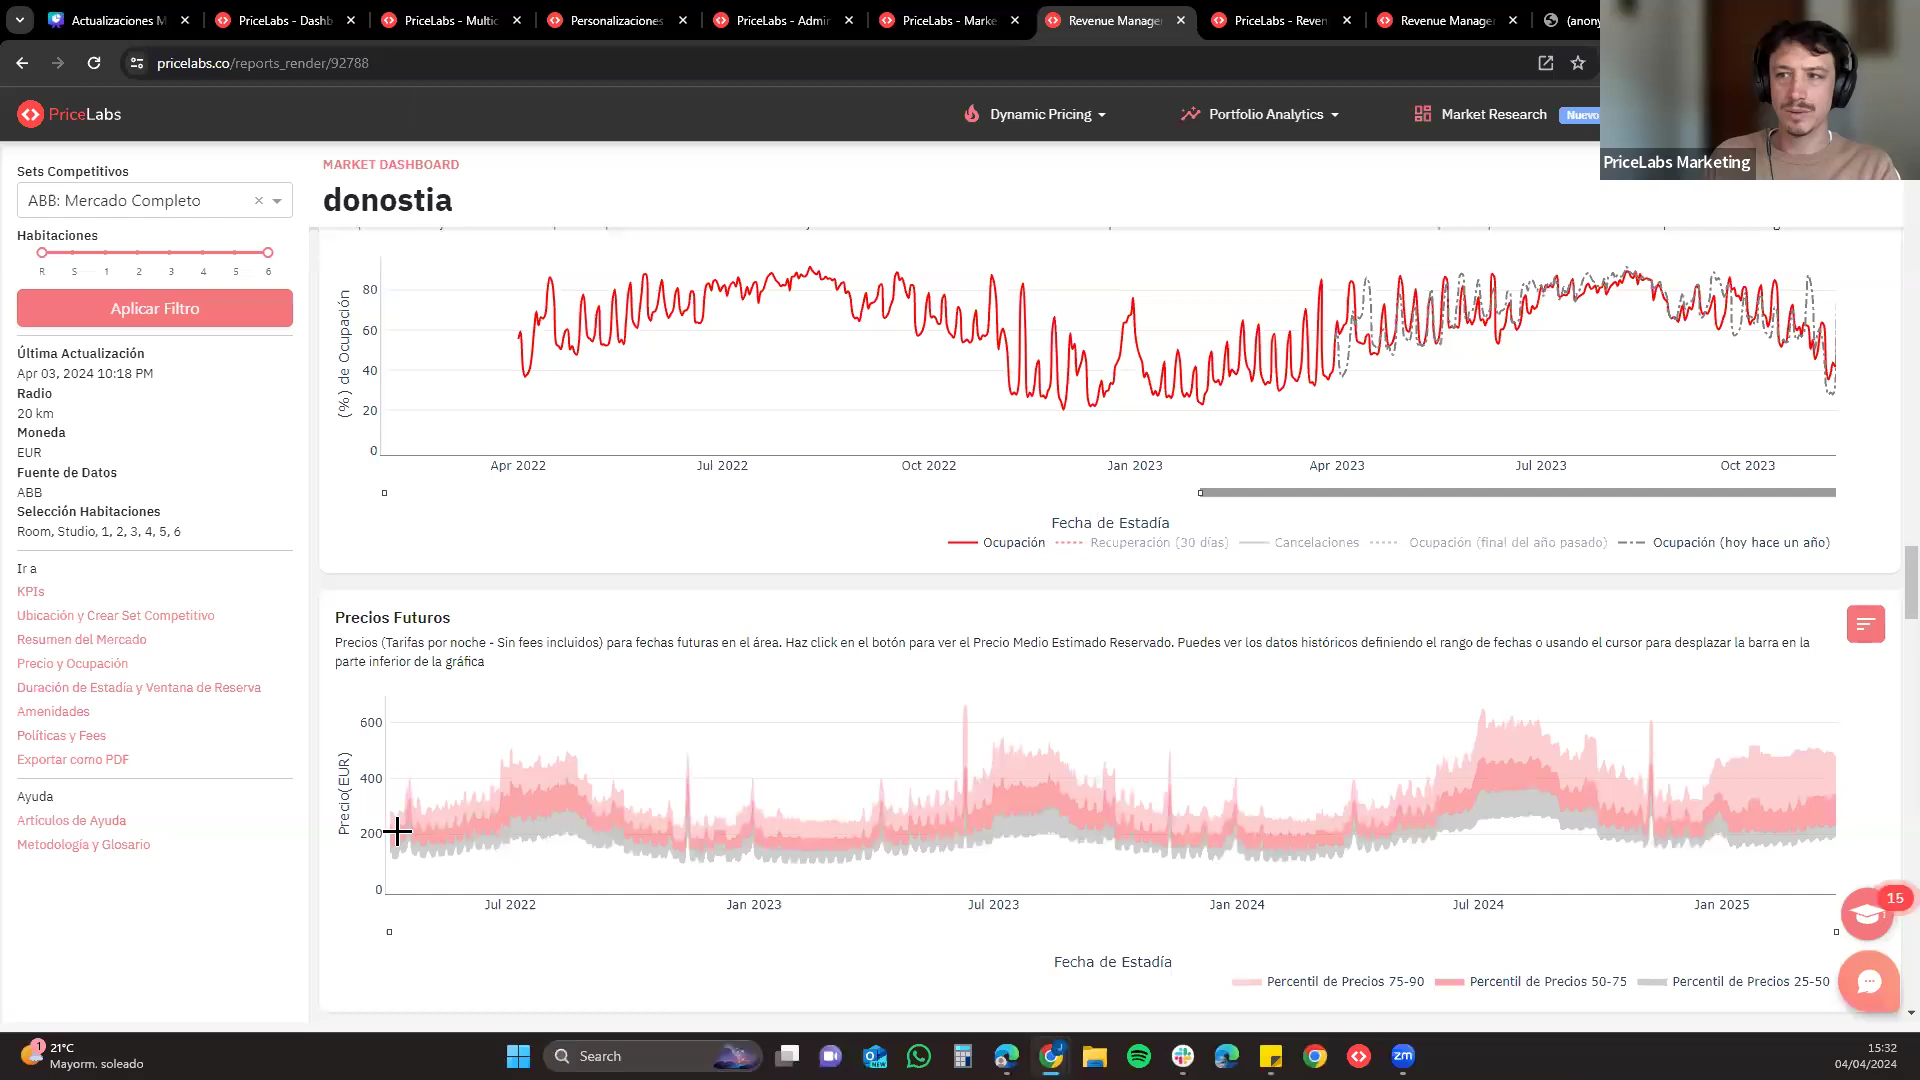 Actualizaciones M
PriceLabs - Dashb
PriceLabs - Multic
Personalizaciones
PriceLabs - Admin
PriceLabs - Marke
Revenue Manager
PriceLabs - Reven
Revenue Manager
(anony
pricelabs.co/reports_render/92788
PriceLabs
Dynamic Pricing
Portfolio Analytics
Market Research
Nuevo
PriceLabs Marketing
Sets Competitivos
ABB: Mercado Completo
Habitaciones
R S 1 2 3 4 5 6
Aplicar Filtro
Última Actualización
Apr 03, 2024 10:18 PM
Radio
20 km
Moneda
EUR
Fuente de Datos
ABB
Selección Habitaciones
Room, Studio, 1, 2, 3, 4, 5, 6
Ir a
KPIs
Ubicación y Crear Set Competitivo
Resumen del Mercado
Precio y Ocupación
Duración de Estadía y Ventana de Reserva
Amenidades
Políticas y Fees
Exportar como PDF
Ayuda
Artículos de Ayuda
Metodología y Glosario
MARKET DASHBOARD
donostia
(%) de Ocupación
80
60
40
20
0
Apr 2022 Jul 2022 Oct 2022 Jan 2023 Apr 2023 Jul 2023 Oct 2023
Fecha de Estadía
Ocupación Recuperación (30 días) Cancelaciones Ocupación (final del año pasado) Ocupación (hoy hace un año)
Precios Futuros
Precios (Tarifas por noche - Sin fees incluidos) para fechas futuras en el área. Haz click en el botón para ver el Precio Medio Estimado Reservado. Puedes ver los datos históricos definiendo el rango de fechas o usando el cursor para desplazar la barra en la
parte inferior de la gráfica
Precio(EUR)
600
400
200
0
Jul 2022 Jan 2023 Jul 2023 Jan 2024 Jul 2024 Jan 2025
Fecha de Estadía
Percentil de Precios 75-90 Percentil de Precios 50-75 Percentil de Precios 25-50
15
1
21°C
Mayorm. soleado
Search
NEW
zm
15:32
04/04/2024